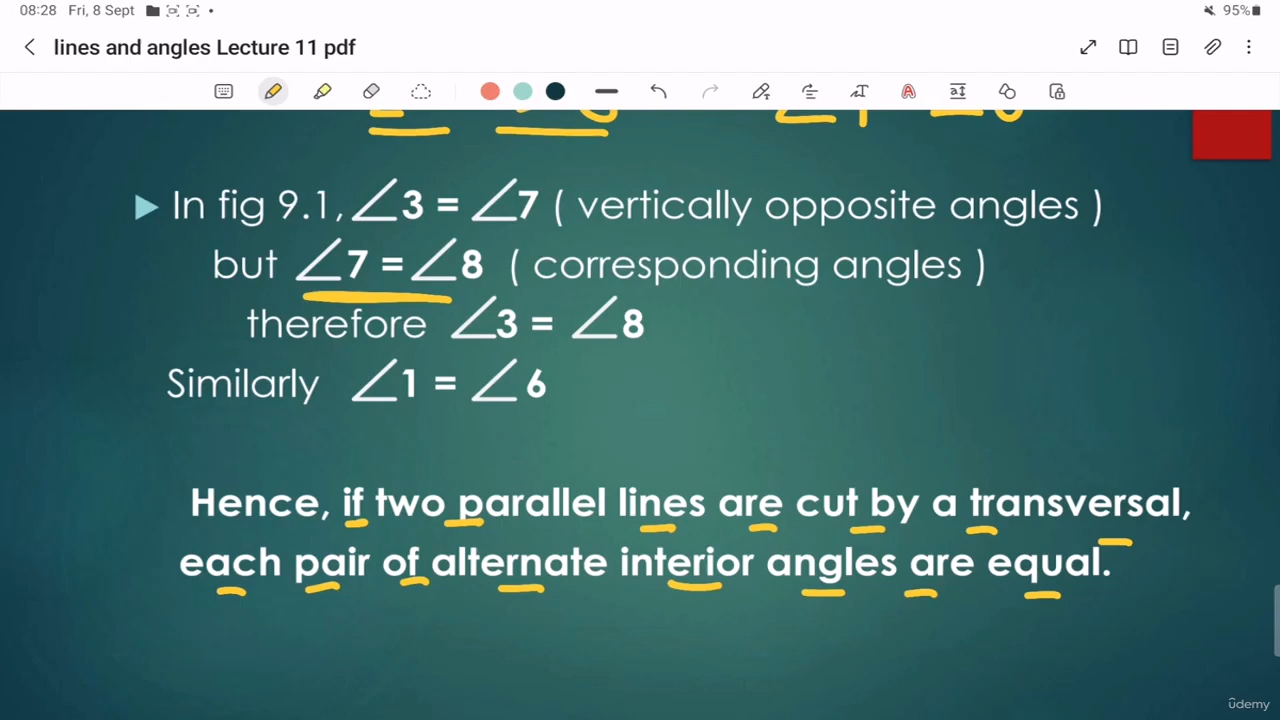 08:28 Fri, 8 Sept 95%
lines and angles Lecture 11 pdf
In fig 9.1, ∠3 = ∠7 ( vertically opposite angles )
but ∠7 = ∠8 ( corresponding angles )
therefore ∠3 = ∠8
Similarly ∠1 = ∠6
Hence, if two parallel lines are cut by a transversal,
each pair of alternate interior angles are equal.
ûdemy